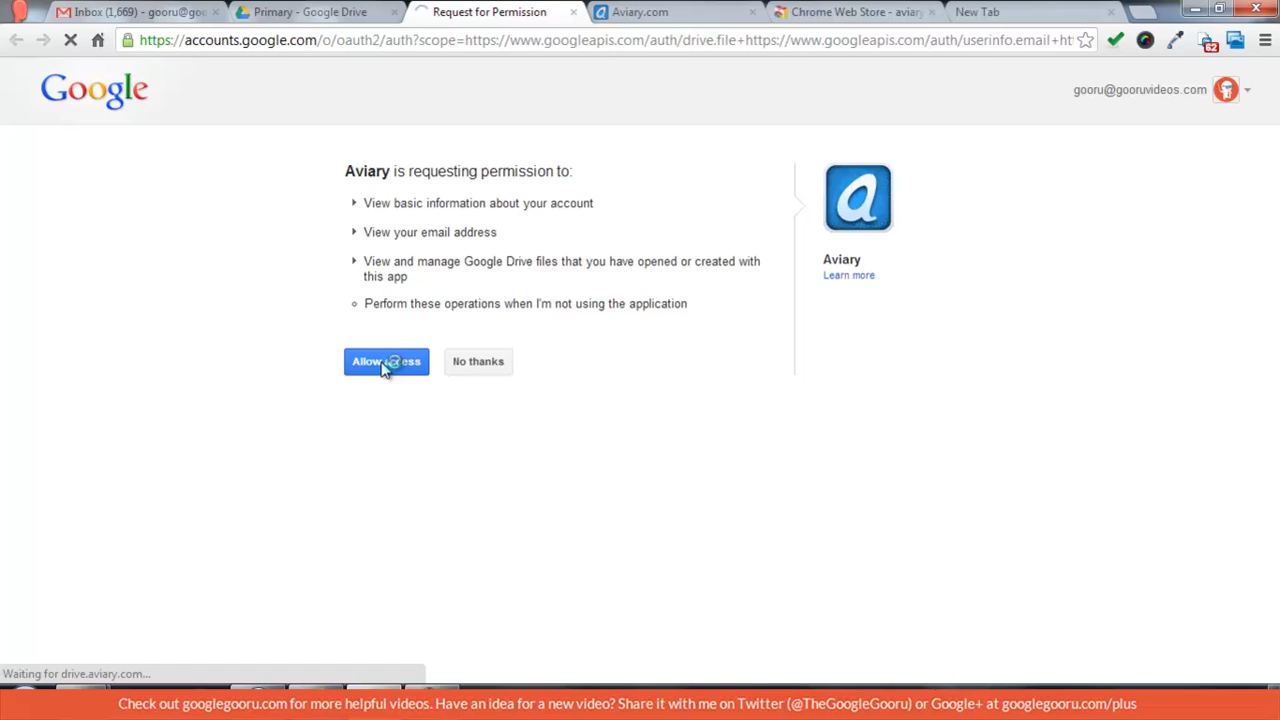 Inbox (1,669) - gooru@goo
Primary - Google Drive
Request for Permission
Aviary.com
Chrome Web Store - aviary
New Tab
https://accounts.google.com/o/oauth2/auth?scope=https://www.googleapis.com/auth/drive.file+https://www.googleapis.com/auth/userinfo.email+ht
62
Google
gooru@gooruvideos.com
Aviary is requesting permission to:
View basic information about your account
View your email address
View and manage Google Drive files that you have opened or created with
this app
Perform these operations when I'm not using the application
Allow access
No thanks
a
Aviary
Learn more
Waiting for drive.aviary.com...
Check out googlegooru.com for more helpful videos. Have an idea for a new video? Share it with me on Twitter (@TheGoogleGooru) or Google+ at googlegooru.com/plus